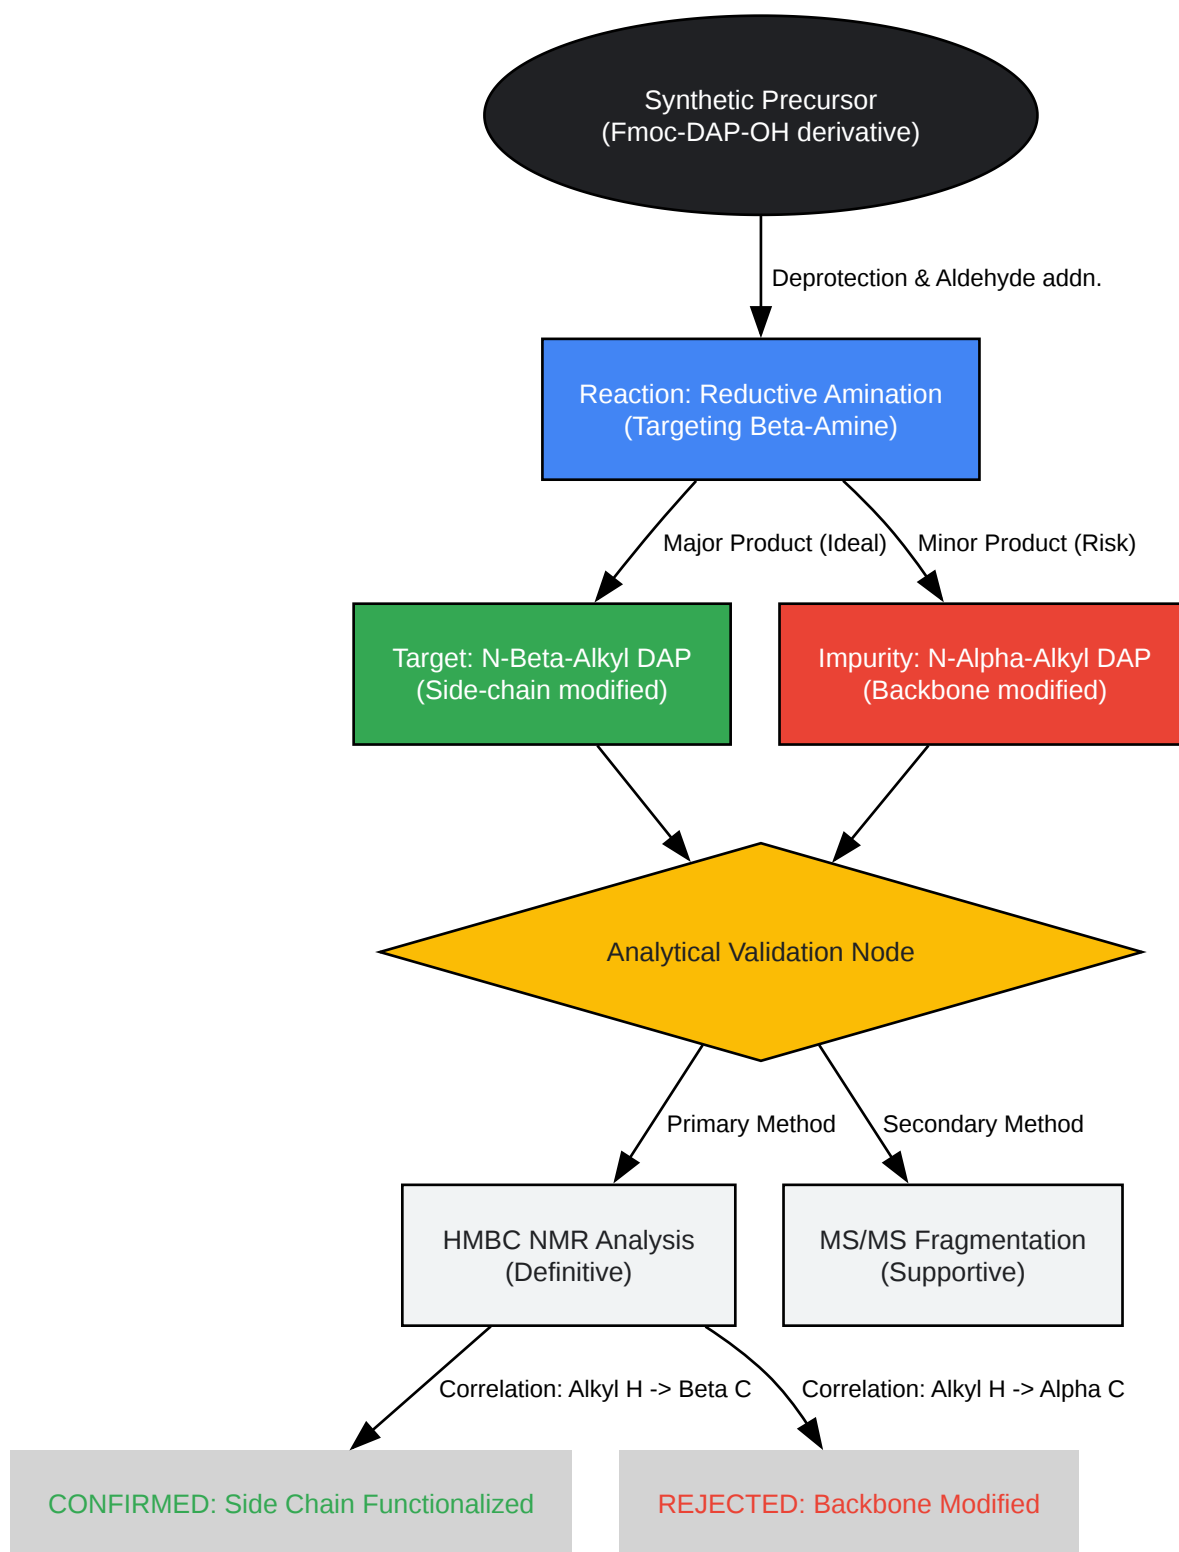 Synthetic Precursor
(Fmoc-DAP-OH derivative)
Deprotection & Aldehyde addn.
Reaction: Reductive Amination
(Targeting Beta-Amine)
Major Product (Ideal)
Minor Product (Risk)
Target: N-Beta-Alkyl DAP
(Side-chain modified)
Impurity: N-Alpha-Alkyl DAP
(Backbone modified)
Analytical Validation Node
Primary Method
Secondary Method
HMBC NMR Analysis
(Definitive)
MS/MS Fragmentation
(Supportive)
Correlation: Alkyl H -> Beta C
Correlation: Alkyl H -> Alpha C
CONFIRMED: Side Chain Functionalized
REJECTED: Backbone Modified